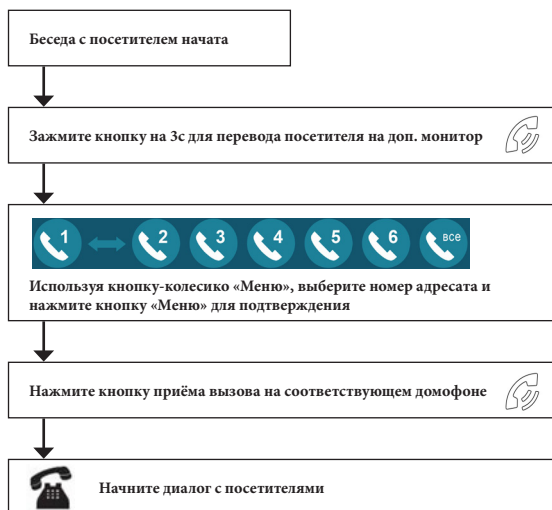 Беседа с посетителем начата
Зажмите кнопку на 3с для перевода посетителя на доп. монитор
1 2 3 4 5 6 все
Используя кнопку-колесико «Меню», выберите номер адресата и
нажмите кнопку «Меню» для подтверждения
Нажмите кнопку приёма вызова на соответствующем домофоне
Начните диалог с посетителями